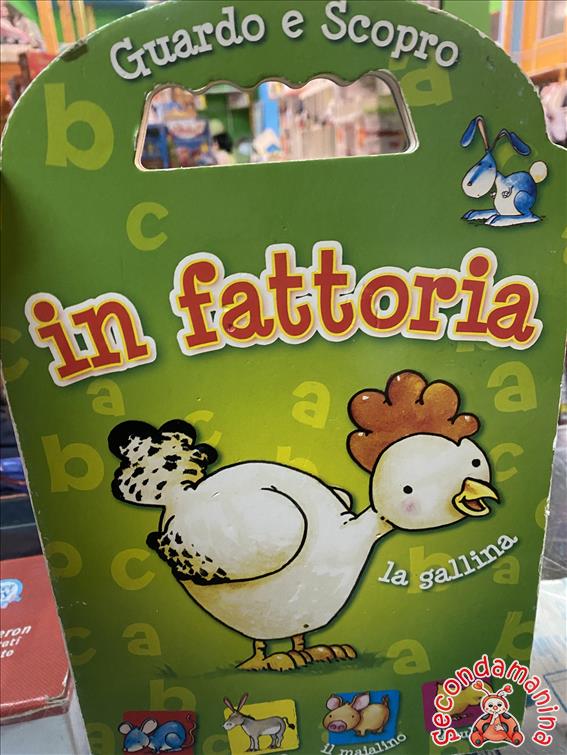 Guardo e Scopro
in fattoria
la gallina
il maialino
secondamanina